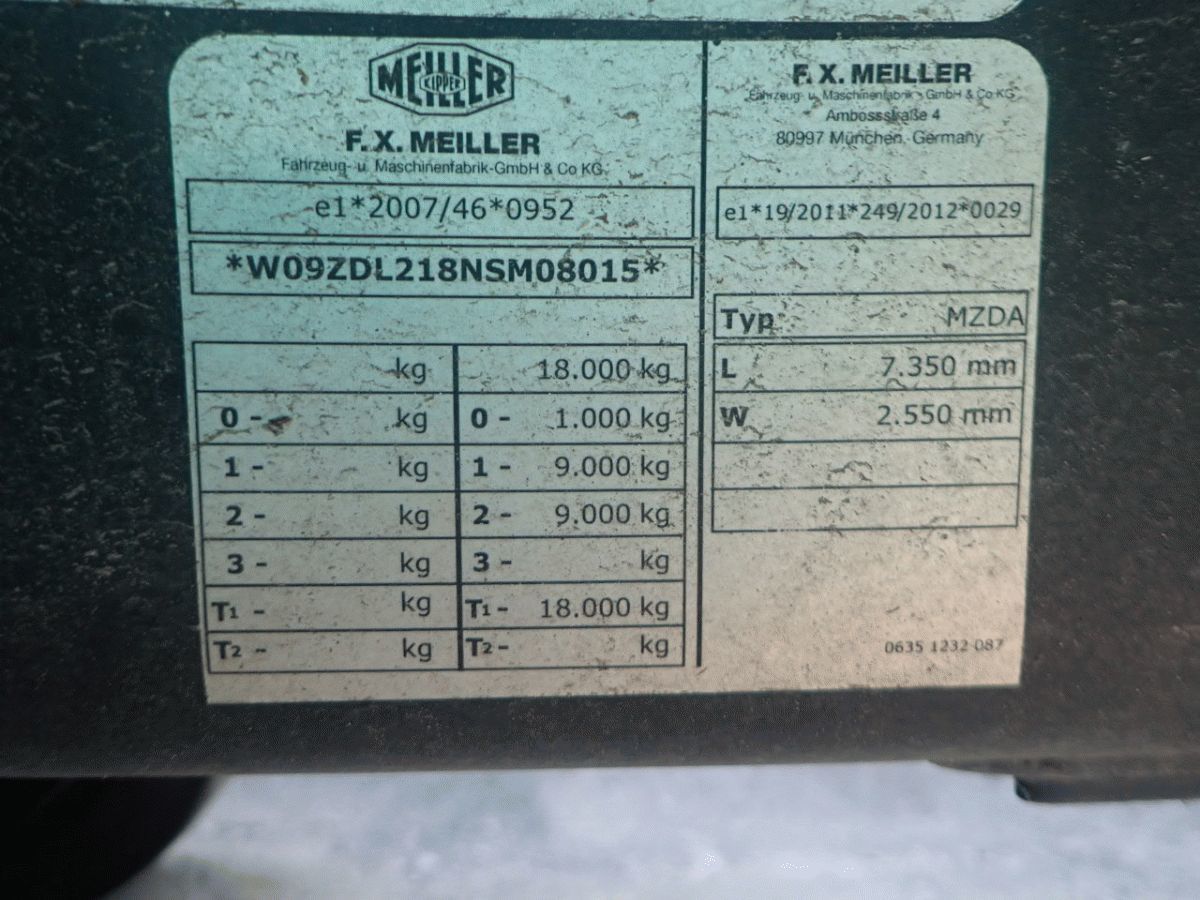 MEILLER
KIPPER
F. X. MEILLER
Fahrzeug- u. Maschinenfabrik-GmbH & Co KG
e1*2007/46*0952
*W09ZDL218NSM08015*
kg 18.000 kg
0 - kg 0 - 1.000 kg
1 - kg 1 - 9.000 kg
2 - kg 2 - 9.000 kg
3 - kg 3 - kg
T1 - kg T1 - 18.000 kg
T2 - kg T2 - kg
F. X. MEILLER
Fahrzeug- u. Maschinenfabrik - GmbH & Co KG
Ambossstraße 4
80997 München, Germany
e1*19/2011*249/2012*0029
Typ MZDA
L 7.350 mm
W 2.550 mm
0635 1232 087